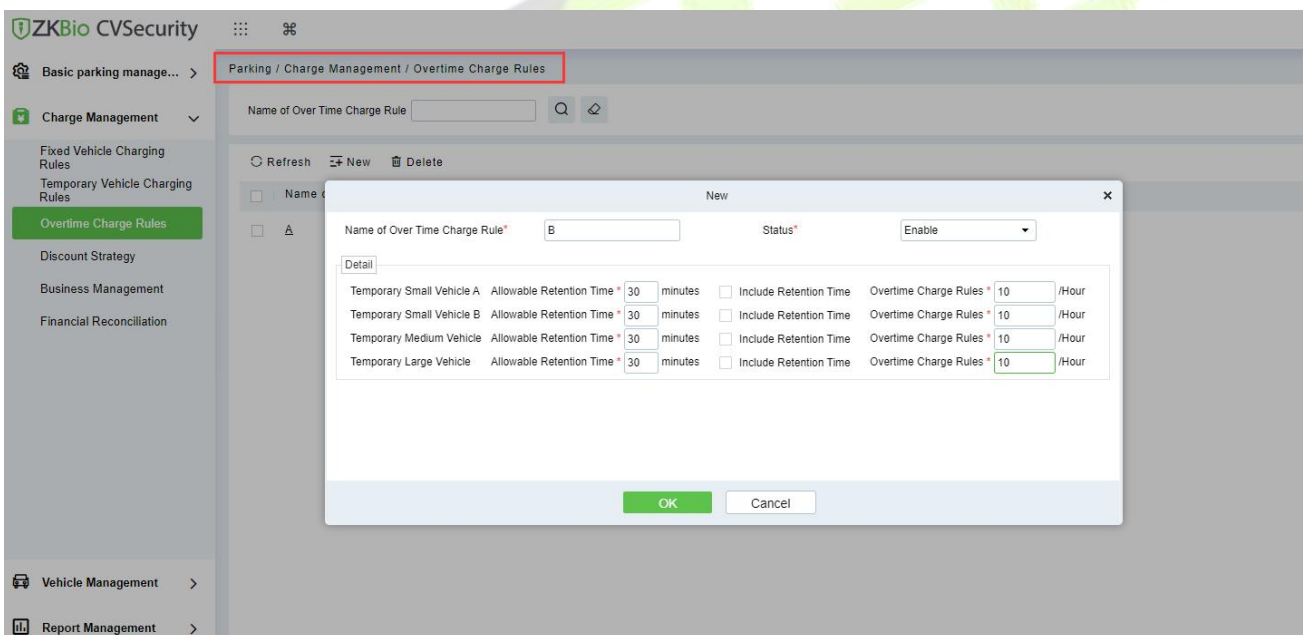 ZKBio CVSecurity
Basic parking manage... >
Parking / Charge Management / Overtime Charge Rules
Charge Management
Name of Over Time Charge Rule
Fixed Vehicle Charging
Rules
Temporary Vehicle Charging
Rules
Overtime Charge Rules
Discount Strategy
Business Management
Financial Reconciliation
Refresh New Delete
Name
A
New ×
Name of Over Time Charge Rule* B Status* Enable
Detail
Temporary Small Vehicle A Allowable Retention Time * 30 minutes Include Retention Time Overtime Charge Rules * 10 /Hour
Temporary Small Vehicle B Allowable Retention Time * 30 minutes Include Retention Time Overtime Charge Rules * 10 /Hour
Temporary Medium Vehicle Allowable Retention Time * 30 minutes Include Retention Time Overtime Charge Rules * 10 /Hour
Temporary Large Vehicle Allowable Retention Time * 30 minutes Include Retention Time Overtime Charge Rules * 10 /Hour
OK Cancel
Vehicle Management >
Report Management >